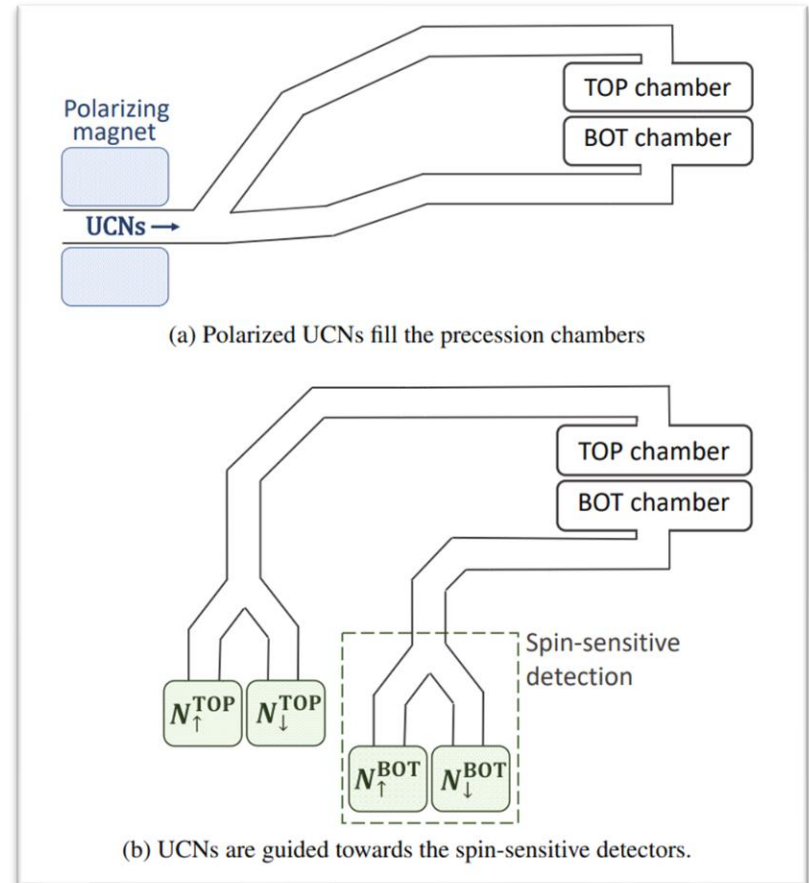 Polarizing
magnet
UCNs →
TOP chamber
BOT chamber
(a) Polarized UCNs fill the precession chambers
TOP chamber
BOT chamber
Spin-sensitive
detection
N↑^TOP N↓^TOP
N↑^BOT N↓^BOT
(b) UCNs are guided towards the spin-sensitive detectors.